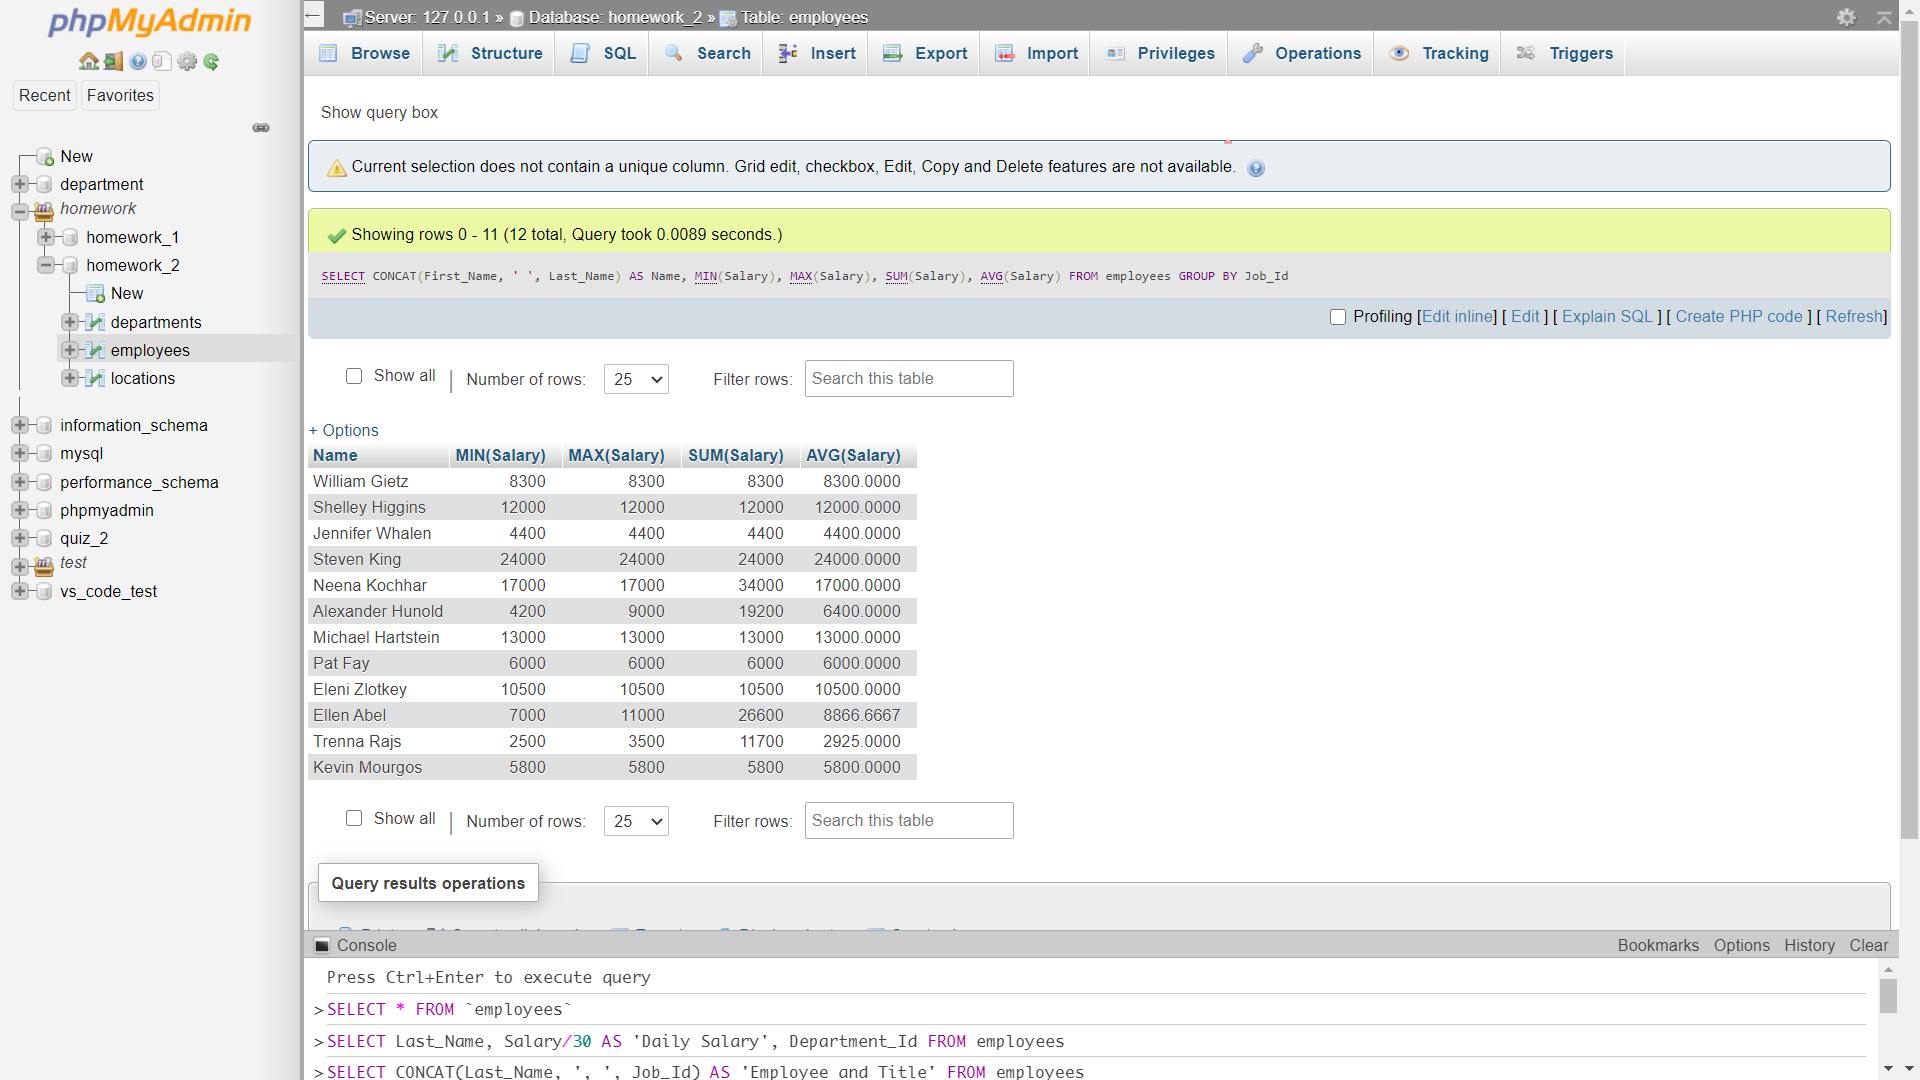 phpMyAdmin
Recent Favorites
New
department
homework
homework_1
homework_2
New
departments
employees
locations
information_schema
mysql
performance_schema
phpmyadmin
quiz_2
test
vs_code_test
← Server: 127.0.0.1 » Database: homework_2 » Table: employees
Browse Structure SQL Search Insert Export Import Privileges Operations Tracking Triggers
Show query box
Current selection does not contain a unique column. Grid edit, checkbox, Edit, Copy and Delete features are not available.
Showing rows 0 - 11 (12 total, Query took 0.0089 seconds.)
SELECT CONCAT(First_Name, ' ', Last_Name) AS Name, MIN(Salary), MAX(Salary), SUM(Salary), AVG(Salary) FROM employees GROUP BY Job_Id
Profiling [Edit inline] [ Edit ] [ Explain SQL ] [ Create PHP code ] [ Refresh]
Show all | Number of rows: 25 Filter rows: Search this table
+ Options
Name MIN(Salary) MAX(Salary) SUM(Salary) AVG(Salary)
William Gietz 8300 8300 8300 8300.0000
Shelley Higgins 12000 12000 12000 12000.0000
Jennifer Whalen 4400 4400 4400 4400.0000
Steven King 24000 24000 24000 24000.0000
Neena Kochhar 17000 17000 34000 17000.0000
Alexander Hunold 4200 9000 19200 6400.0000
Michael Hartstein 13000 13000 13000 13000.0000
Pat Fay 6000 6000 6000 6000.0000
Eleni Zlotkey 10500 10500 10500 10500.0000
Ellen Abel 7000 11000 26600 8866.6667
Trenna Rajs 2500 3500 11700 2925.0000
Kevin Mourgos 5800 5800 5800 5800.0000
Show all | Number of rows: 25 Filter rows: Search this table
Query results operations
Console Bookmarks Options History Clear
Press Ctrl+Enter to execute query
>SELECT * FROM `employees`
>SELECT Last_Name, Salary/30 AS 'Daily Salary', Department_Id FROM employees
>SELECT CONCAT(Last_Name, ', ', Job_Id) AS 'Employee and Title' FROM employees